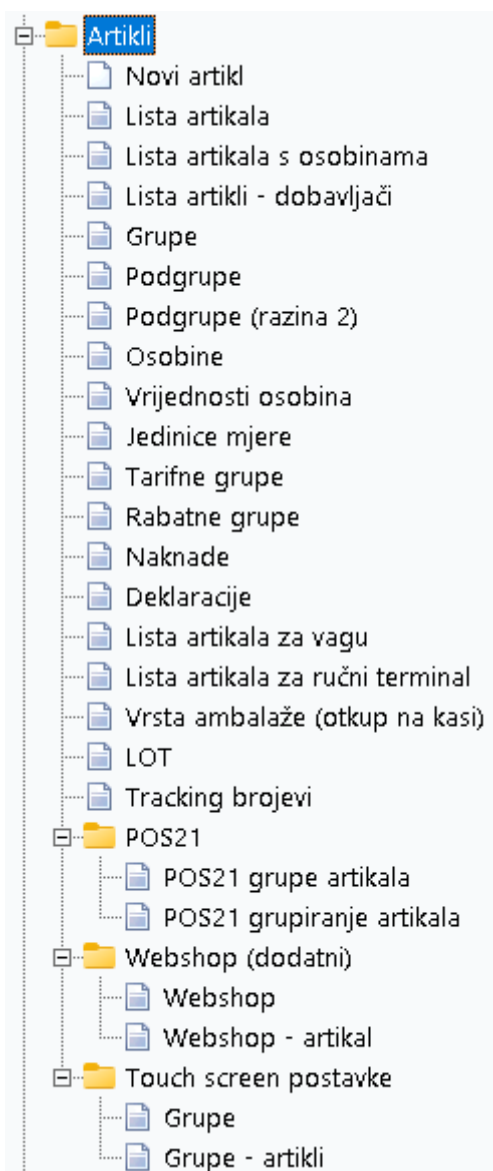 Artikli
Novi artikl
Lista artikala
Lista artikala s osobinama
Lista artikli - dobavljači
Grupe
Podgrupe
Podgrupe (razina 2)
Osobine
Vrijednosti osobina
Jedinice mjere
Tarifne grupe
Rabatne grupe
Naknade
Deklaracije
Lista artikala za vagu
Lista artikala za ručni terminal
Vrsta ambalaže (otkup na kasi)
LOT
Tracking brojevi
POS21
POS21 grupe artikala
POS21 grupiranje artikala
Webshop (dodatni)
Webshop
Webshop - artikal
Touch screen postavke
Grupe
Grupe - artikli